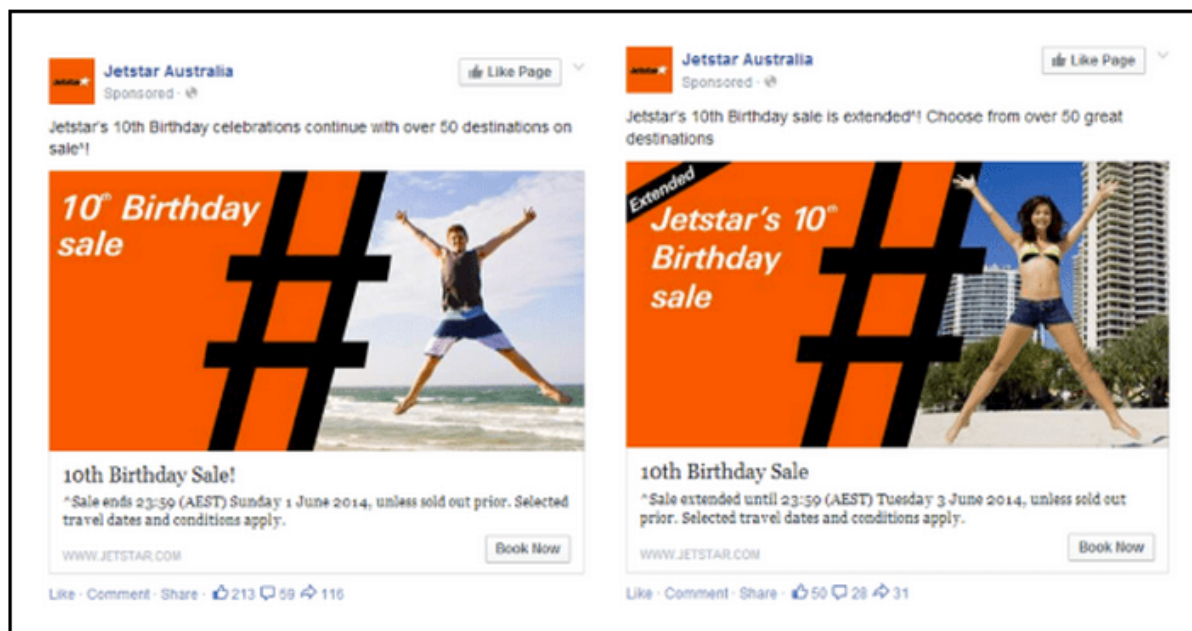 Jetstar
Jetstar Australia
Like Page
Sponsored ·
Jetstar's 10th Birthday celebrations continue with over 50 destinations on
sale^!
10th Birthday
sale
#
10th Birthday Sale!
^Sale ends 23:59 (AEST) Sunday 1 June 2014, unless sold out prior. Selected
travel dates and conditions apply.
WWW.JETSTAR.COM
Book Now
Like · Comment · Share · 213 59 116
Jetstar
Jetstar Australia
Like Page
Sponsored ·
Jetstar's 10th Birthday sale is extended^! Choose from over 50 great
destinations
Extended
Jetstar's 10th
Birthday
sale
#
10th Birthday Sale
^Sale extended until 23:59 (AEST) Tuesday 3 June 2014, unless sold out
prior. Selected travel dates and conditions apply.
WWW.JETSTAR.COM
Book Now
Like · Comment · Share · 50 28 31